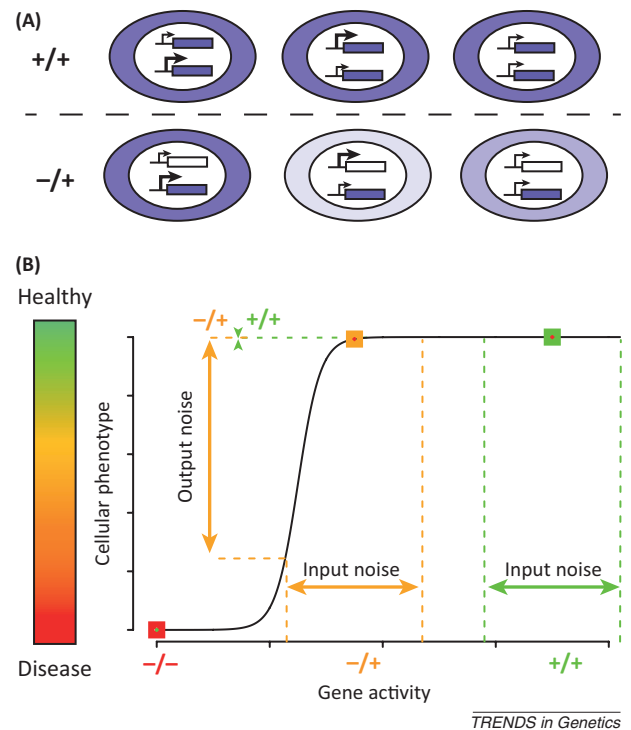 (A)
+/+
−/+
(B)
Healthy
Disease
−/+
+/+
Cellular phenotype
Output noise
Input noise
Input noise
−/−
−/+
+/+
Gene activity
TRENDS in Genetics